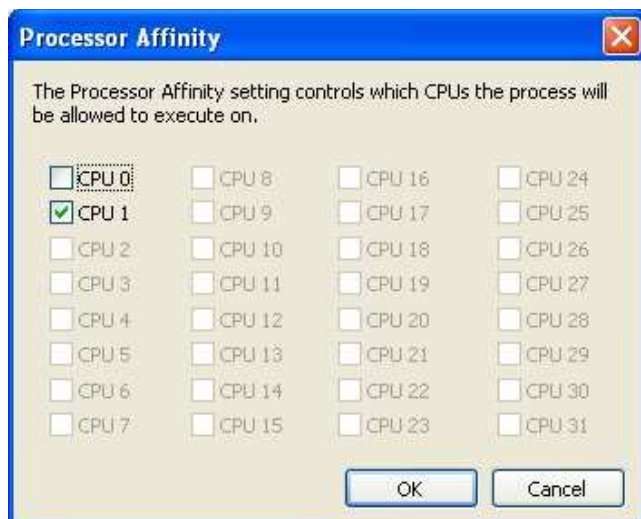 Processor Affinity
The Processor Affinity setting controls which CPUs the process will
be allowed to execute on.
CPU 0 CPU 8 CPU 16 CPU 24
CPU 1 CPU 9 CPU 17 CPU 25
CPU 2 CPU 10 CPU 18 CPU 26
CPU 3 CPU 11 CPU 19 CPU 27
CPU 4 CPU 12 CPU 20 CPU 28
CPU 5 CPU 13 CPU 21 CPU 29
CPU 6 CPU 14 CPU 22 CPU 30
CPU 7 CPU 15 CPU 23 CPU 31
OK Cancel